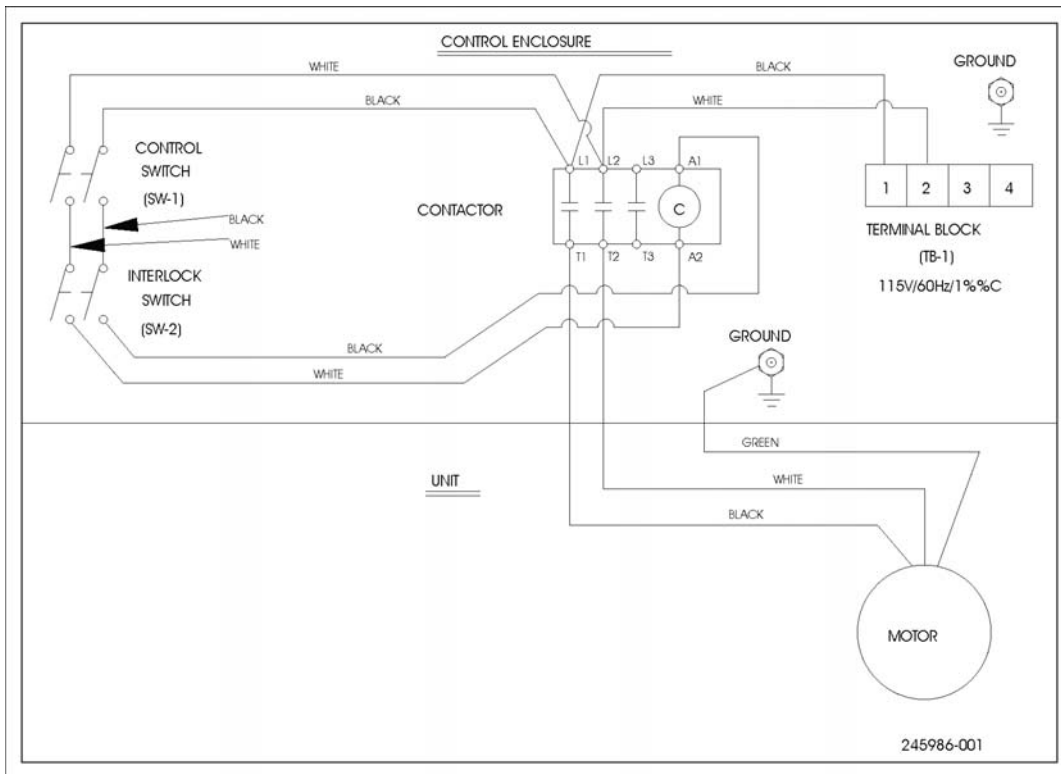 CONTROL ENCLOSURE
WHITE
BLACK
GROUND
BLACK
WHITE
CONTROL
SWITCH
(SW-1)
L1
L2
L3
A1
CONTACTOR
C
1
2
3
4
BLACK
WHITE
T1
T2
T3
A2
TERMINAL BLOCK
(TB-1)
115V/60Hz/1%%C
INTERLOCK
SWITCH
(SW-2)
BLACK
WHITE
GROUND
GREEN
UNIT
WHITE
BLACK
MOTOR
245986-001